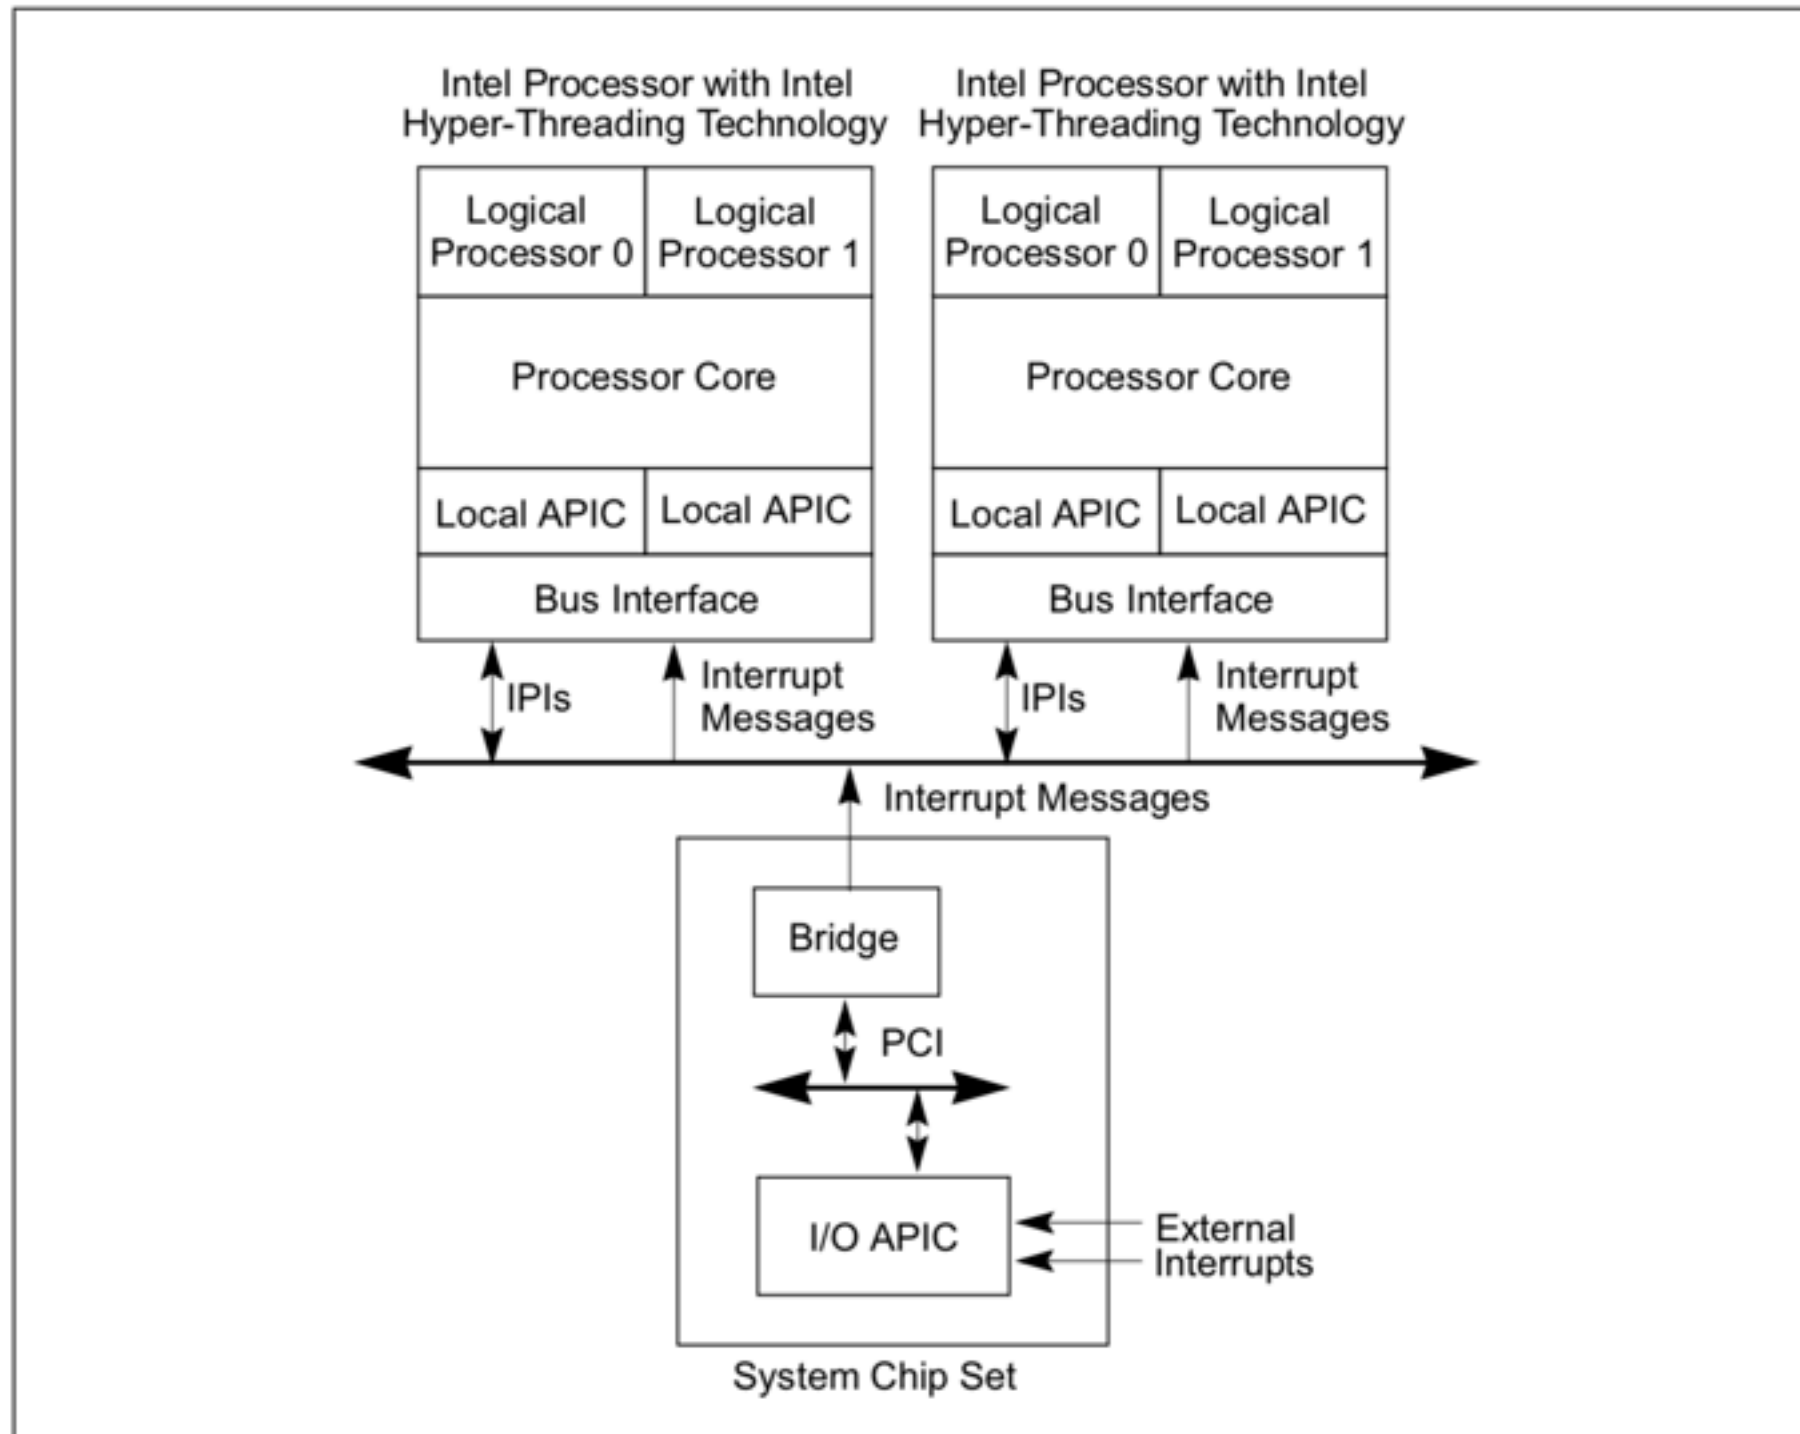 Intel Processor with Intel
Hyper-Threading Technology
Intel Processor with Intel
Hyper-Threading Technology
Logical
Processor 0
Logical
Processor 1
Logical
Processor 0
Logical
Processor 1
Processor Core
Processor Core
Local APIC
Local APIC
Local APIC
Local APIC
Bus Interface
Bus Interface
IPIs
Interrupt
Messages
IPIs
Interrupt
Messages
Interrupt Messages
Bridge
PCI
I/O APIC
External
Interrupts
System Chip Set